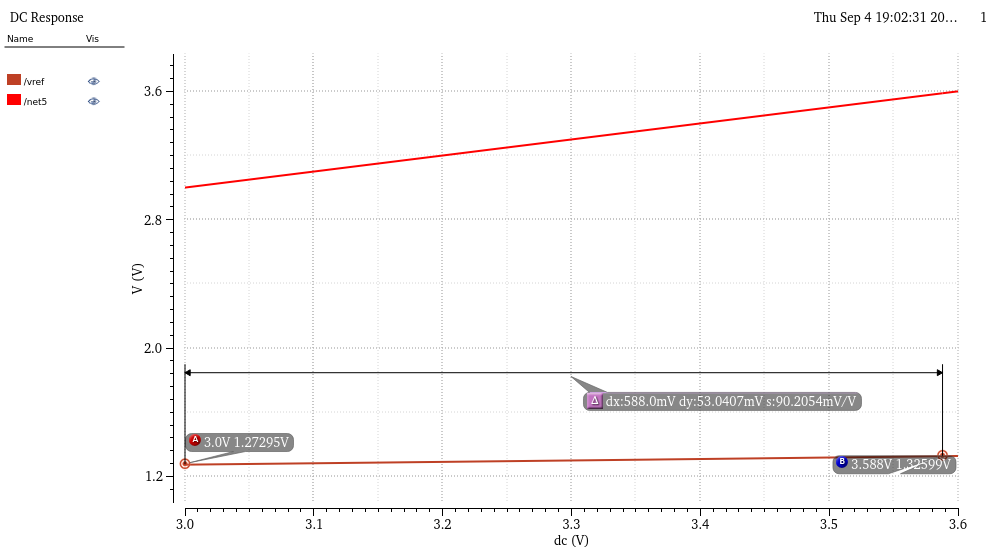 DC Response
Thu Sep 4 19:02:31 20… 1
Name Vis
/vref
/net5
3.6
2.8
2.0
1.2
V (V)
Δ dx:588.0mV dy:53.0407mV s:90.2054mV/V
A 3.0V 1.27295V
B 3.588V 1.32599V
3.0 3.1 3.2 3.3 3.4 3.5 3.6
dc (V)